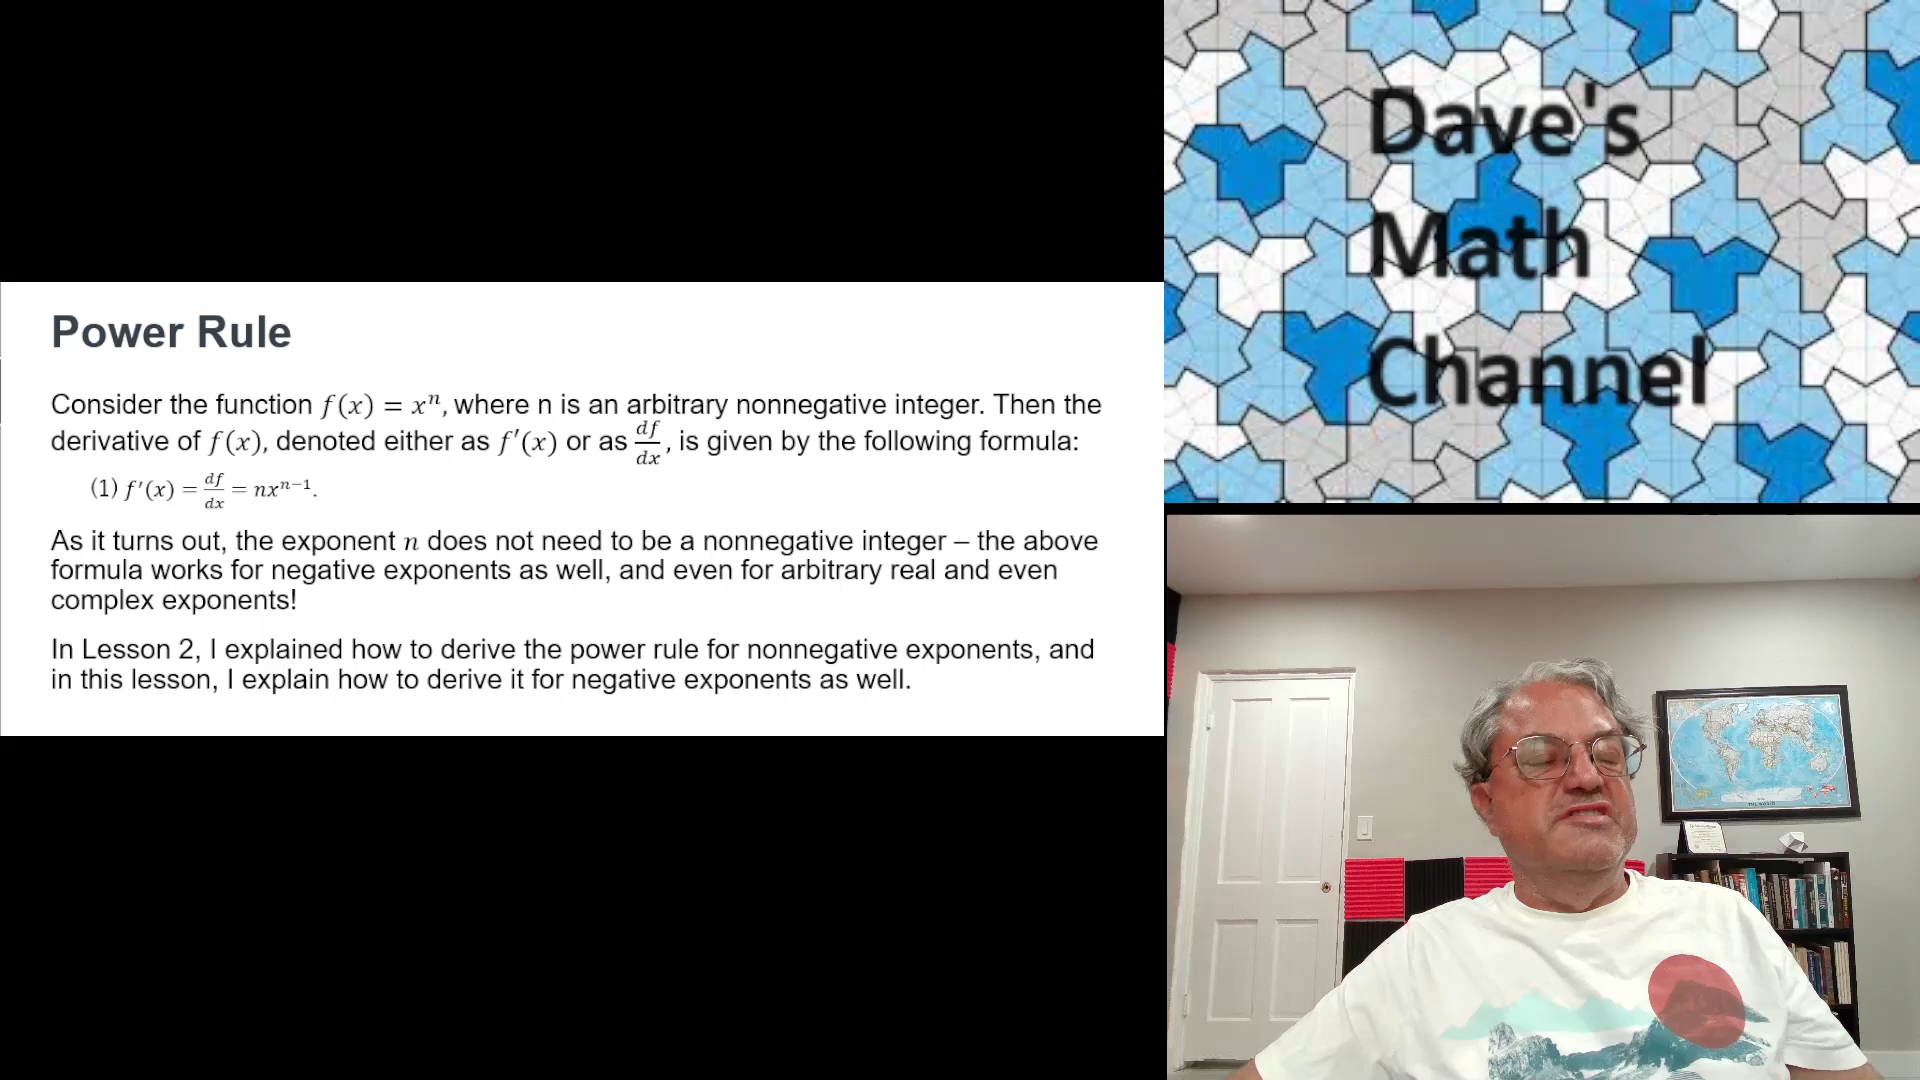 Power Rule
Consider the function f(x) = xⁿ, where n is an arbitrary nonnegative integer. Then the
derivative of f(x), denoted either as f′(x) or as df/dx, is given by the following formula:
(1) f′(x) = df/dx = nxⁿ⁻¹.
As it turns out, the exponent n does not need to be a nonnegative integer – the above
formula works for negative exponents as well, and even for arbitrary real and even
complex exponents!
In Lesson 2, I explained how to derive the power rule for nonnegative exponents, and
in this lesson, I explain how to derive it for negative exponents as well.
Dave's
Math
Channel
THE WORLD